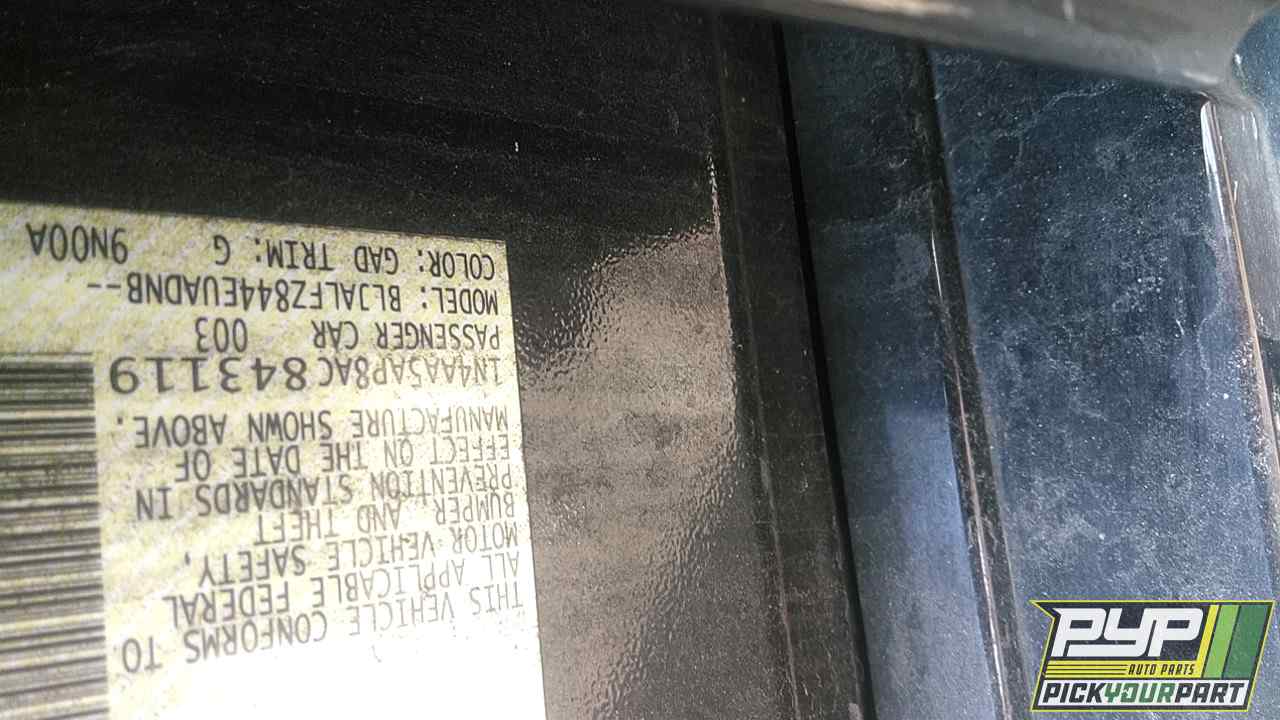 THIS VEHICLE CONFORMS TO
ALL APPLICABLE FEDERAL
MOTOR VEHICLE SAFETY,
BUMPER AND THEFT
PREVENTION STANDARDS IN
EFFECT ON THE DATE OF
MANUFACTURE SHOWN ABOVE.
1N4AA5AP8AC843119
PASSENGER CAR 003
MODEL: BLJALFZ844EUADNB--
COLOR: GAD TRIM: G 9N00A
PYP
AUTO PARTS
PICKYOURPART